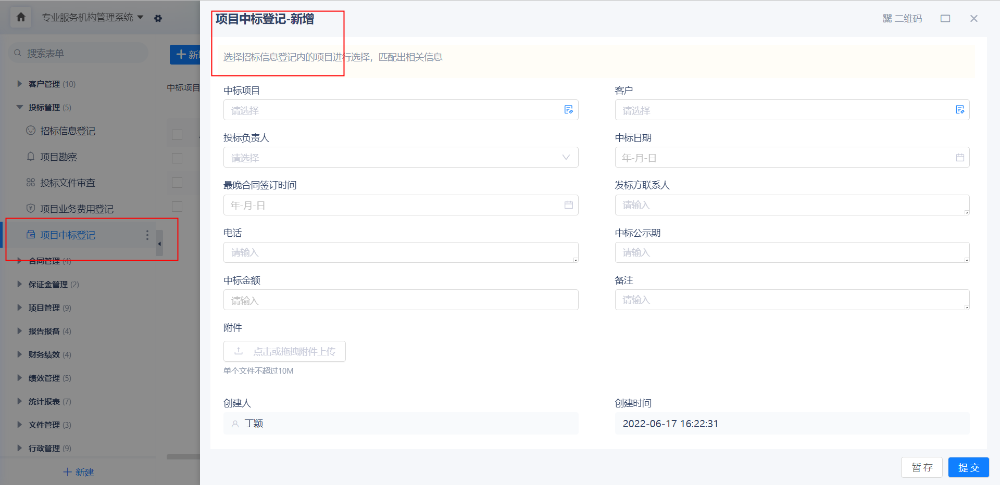 专业服务机构管理系统
搜索表单
客户管理 (10)
投标管理 (5)
招标信息登记
项目勘察
投标文件审查
项目业务费用登记
项目中标登记
合同管理 (4)
保证金管理 (2)
项目管理 (9)
报告报备 (4)
财务绩效 (4)
绩效管理 (5)
统计报表 (7)
文件管理 (3)
行政管理 (9)
新建
中标项目
项目中标登记-新增
二维码
选择招标信息登记内的项目进行选择，匹配出相关信息
中标项目
请选择
客户
请选择
投标负责人
请选择
中标日期
年-月-日
最晚合同签订时间
年-月-日
发标方联系人
请输入
电话
请输入
中标公示期
请输入
中标金额
请输入
备注
请输入
附件
点击或拖拽附件上传
单个文件不超过10M
创建人
丁颖
创建时间
2022-06-17 16:22:31
暂 存
提 交